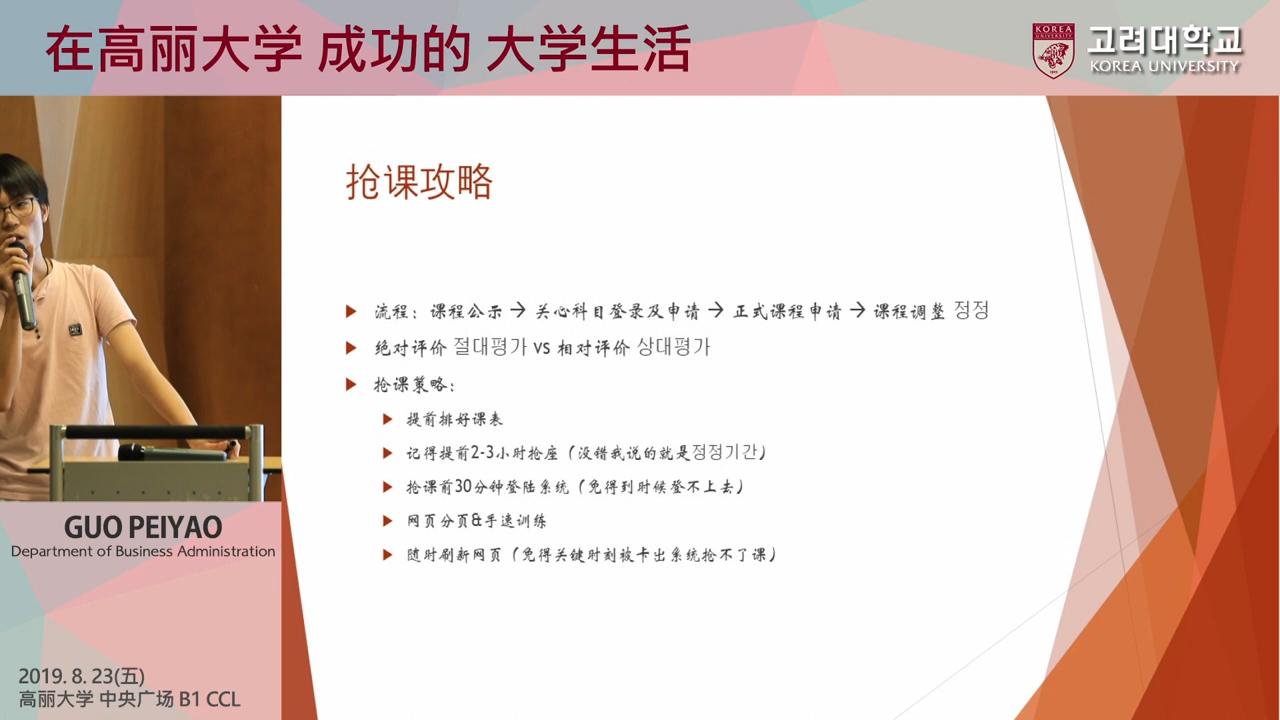 在高丽大学 成功的 大学生活
KOREA
고려대학교
KOREA UNIVERSITY
抢课攻略
流程：课程公示→关心科目登录及申请→正式课程申请→课程调整 정정
绝对评价 절대평가 vs 相对评价 상대평가
抢课策略：
提前排好课表
记得提前2-3小时抢座（没错我说的就是정정기간）
抢课前30分钟登陆系统（免得到时候登不上去）
网页分页&手速训练
随时刷新网页（免得关键时刻被卡出系统抢不了课）
GUO PEIYAO
Department of Business Administration
2019. 8. 23(五)
高丽大学 中央广场 B1 CCL